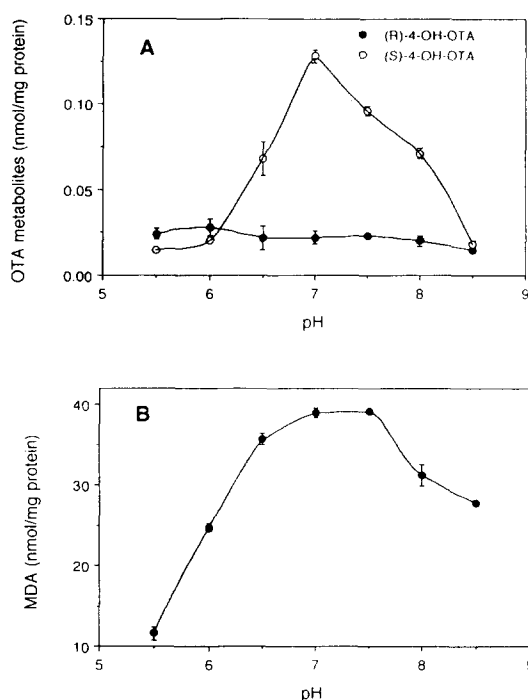 A
(R)-4-OH-OTA
(S)-4-OH-OTA
OTA metabolites (nmol/mg protein)
0.15
0.10
0.05
0.00
5 6 7 8 9
pH
B
MDA (nmol/mg protein)
40
30
20
10
5 6 7 8 9
pH